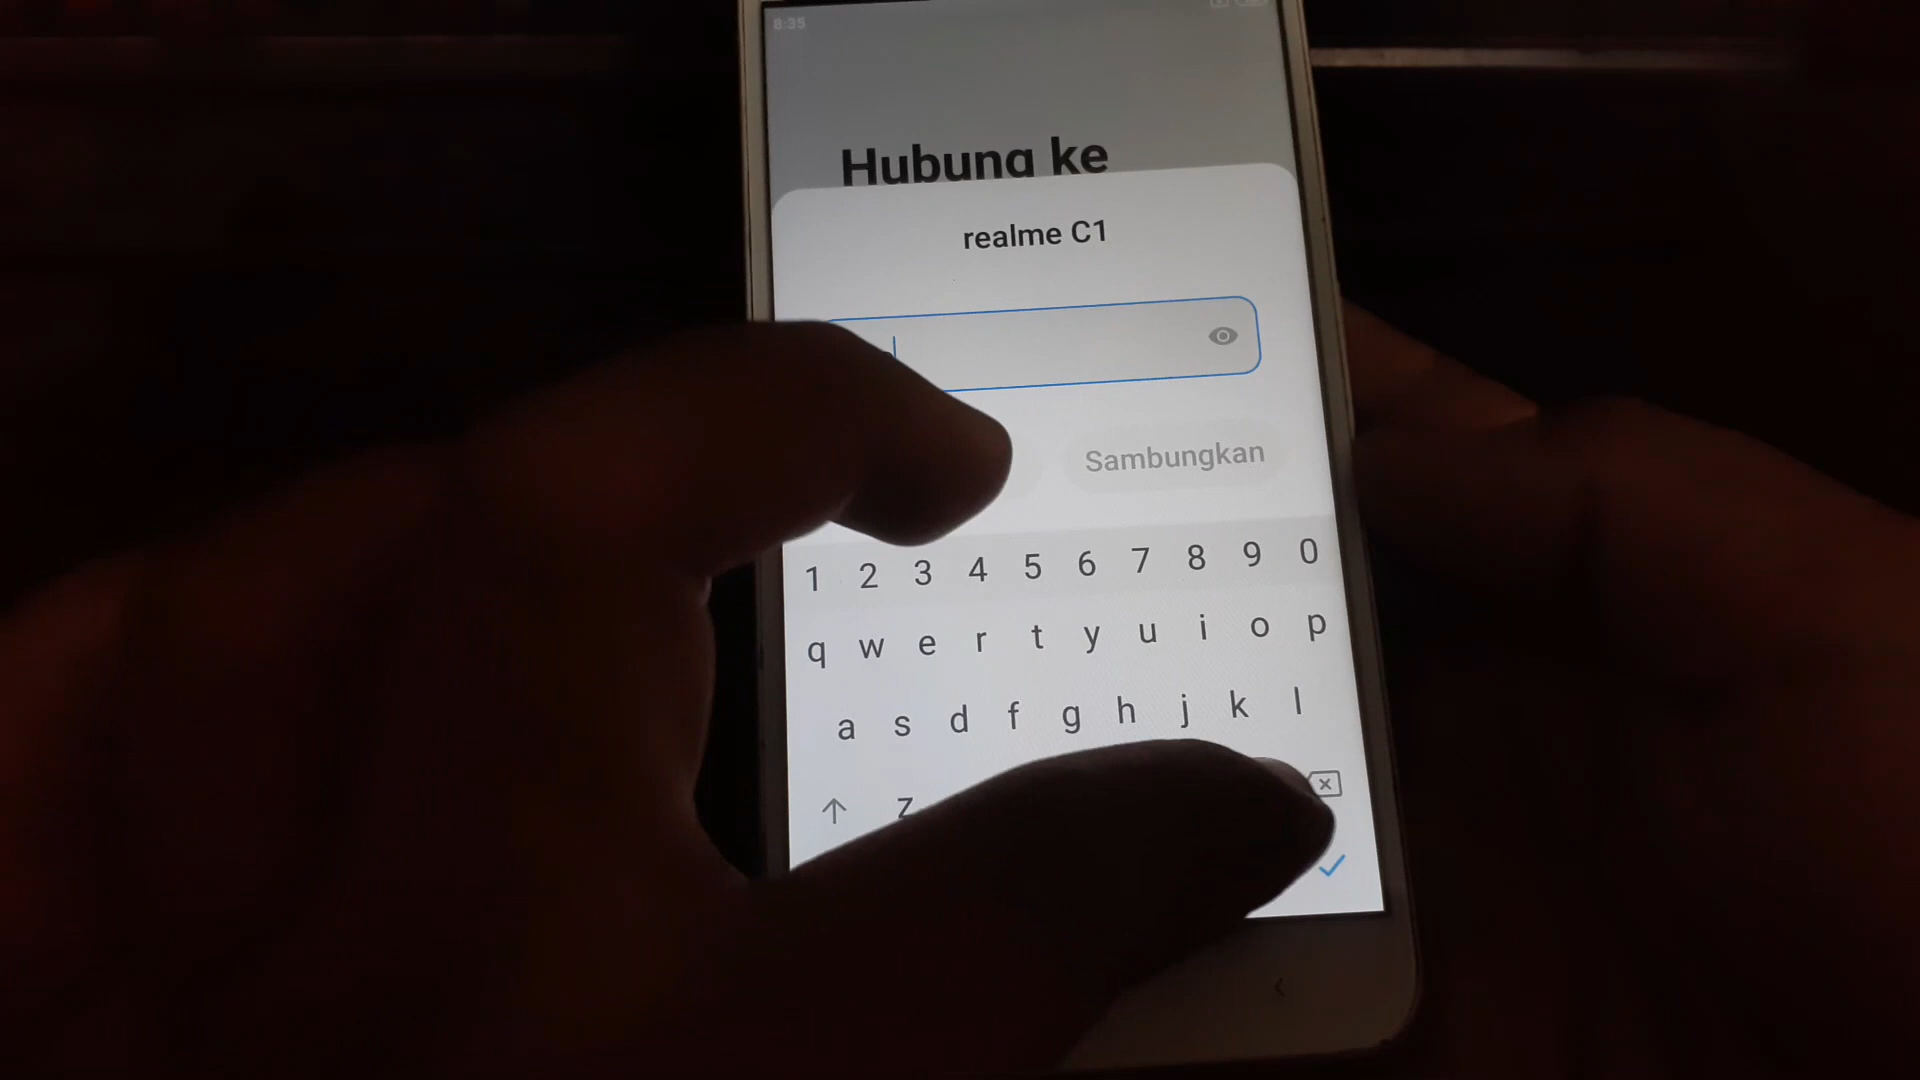 8:35
Hubung ke
realme C1
Sambungkan
1 2 3 4 5 6 7 8 9 0
q w e r t y u i o p
a s d f g h j k l
z